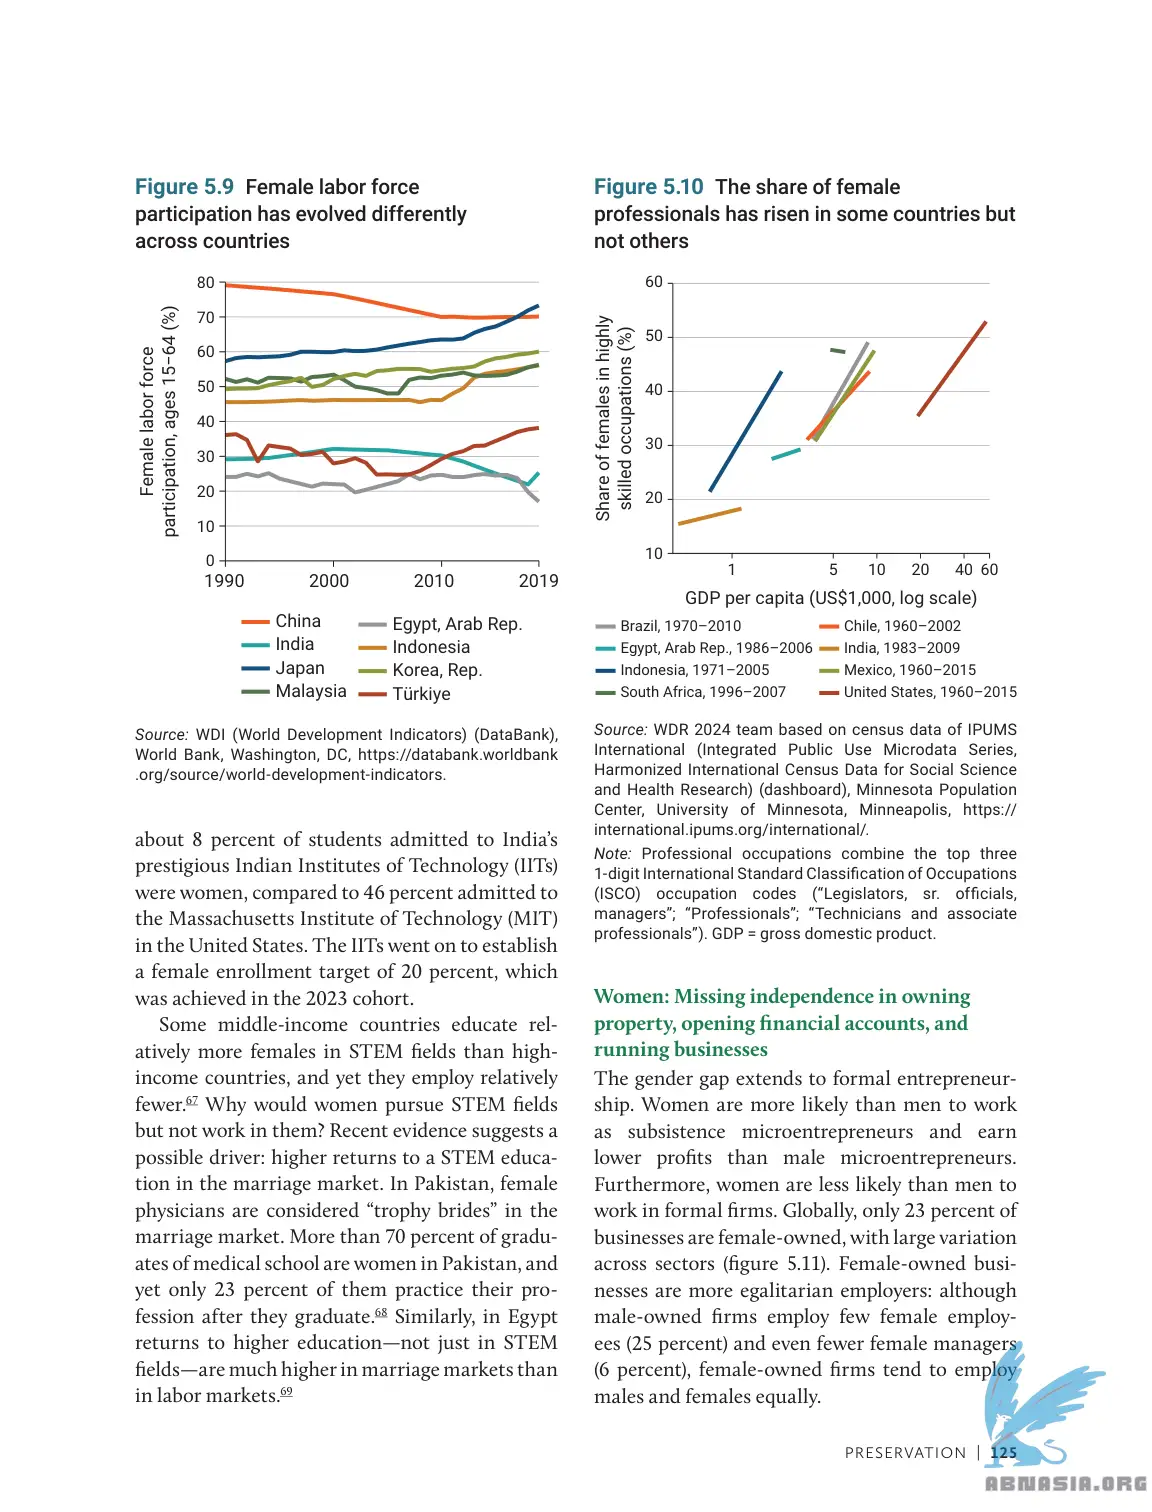 Figure 5.9 Female labor force
participation has evolved differently
across countries
Female labor force
participation, ages 15–64 (%)
80
70
60
50
40
30
20
10
0
1990
2000
2010
2019
China
India
Japan
Malaysia
Egypt, Arab Rep.
Indonesia
Korea, Rep.
Türkiye
Source: WDI (World Development Indicators) (DataBank),
World Bank, Washington, DC, https://databank.worldbank
.org/source/world-development-indicators.
about 8 percent of students admitted to India’s
prestigious Indian Institutes of Technology (IITs)
were women, compared to 46 percent admitted to
the Massachusetts Institute of Technology (MIT)
in the United States. The IITs went on to establish
a female enrollment target of 20 percent, which
was achieved in the 2023 cohort.
Some middle-income countries educate rel-
atively more females in STEM fields than high-
income countries, and yet they employ relatively
fewer.67 Why would women pursue STEM fields
but not work in them? Recent evidence suggests a
possible driver: higher returns to a STEM educa-
tion in the marriage market. In Pakistan, female
physicians are considered “trophy brides” in the
marriage market. More than 70 percent of gradu-
ates of medical school are women in Pakistan, and
yet only 23 percent of them practice their pro-
fession after they graduate.68 Similarly, in Egypt
returns to higher education—not just in STEM
fields—are much higher in marriage markets than
in labor markets.69
Figure 5.10 The share of female
professionals has risen in some countries but
not others
Share of females in highly
skilled occupations (%)
60
50
40
30
20
10
1
5
10
20
40
60
GDP per capita (US$1,000, log scale)
Brazil, 1970–2010
Egypt, Arab Rep., 1986–2006
Indonesia, 1971–2005
South Africa, 1996–2007
Chile, 1960–2002
India, 1983–2009
Mexico, 1960–2015
United States, 1960–2015
Source: WDR 2024 team based on census data of IPUMS
International (Integrated Public Use Microdata Series,
Harmonized International Census Data for Social Science
and Health Research) (dashboard), Minnesota Population
Center, University of Minnesota, Minneapolis, https://
international.ipums.org/international/.
Note: Professional occupations combine the top three
1-digit International Standard Classification of Occupations
(ISCO) occupation codes (“Legislators, sr. officials,
managers”; “Professionals”; “Technicians and associate
professionals”). GDP = gross domestic product.
Women: Missing independence in owning
property, opening financial accounts, and
running businesses
The gender gap extends to formal entrepreneur-
ship. Women are more likely than men to work
as subsistence microentrepreneurs and earn
lower profits than male microentrepreneurs.
Furthermore, women are less likely than men to
work in formal firms. Globally, only 23 percent of
businesses are female-owned, with large variation
across sectors (figure 5.11). Female-owned busi-
nesses are more egalitarian employers: although
male-owned firms employ few female employ-
ees (25 percent) and even fewer female managers
(6 percent), female-owned firms tend to employ
males and females equally.
PRESERVATION | 125
ABNASIA.ORG